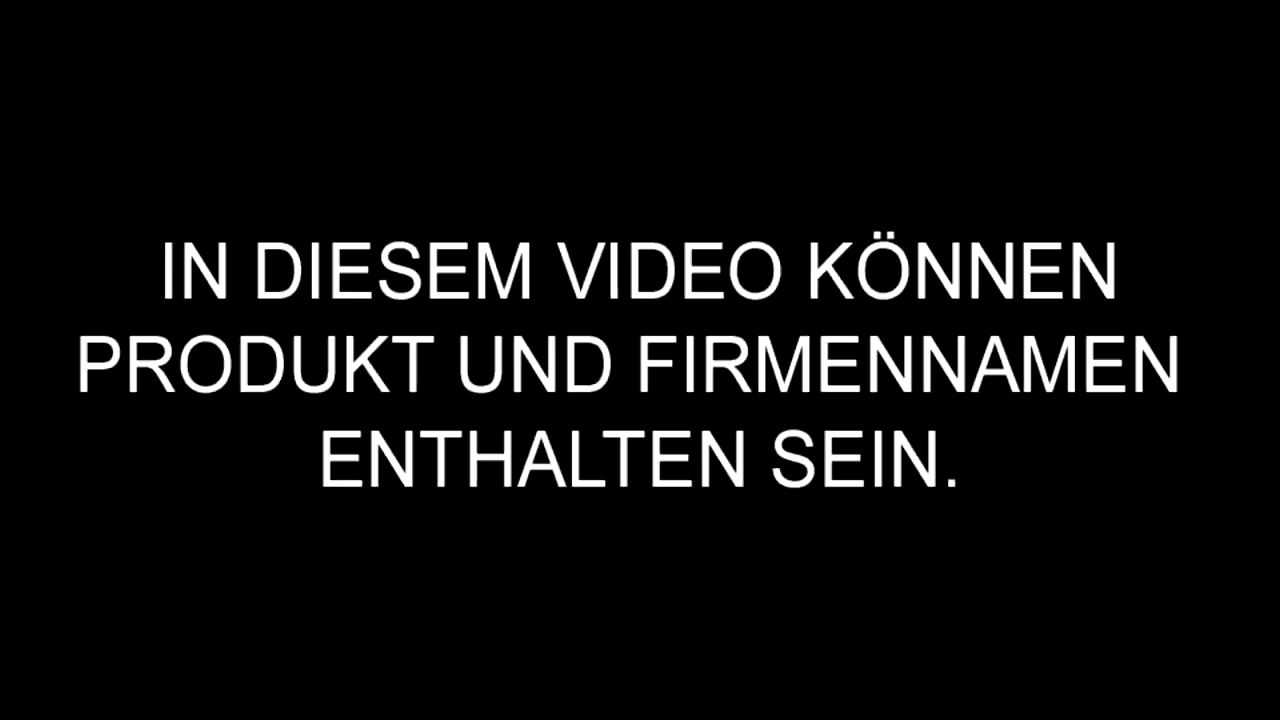 IN DIESEM VIDEO KÖNNEN
PRODUKT UND FIRMENNAMEN
ENTHALTEN SEIN.